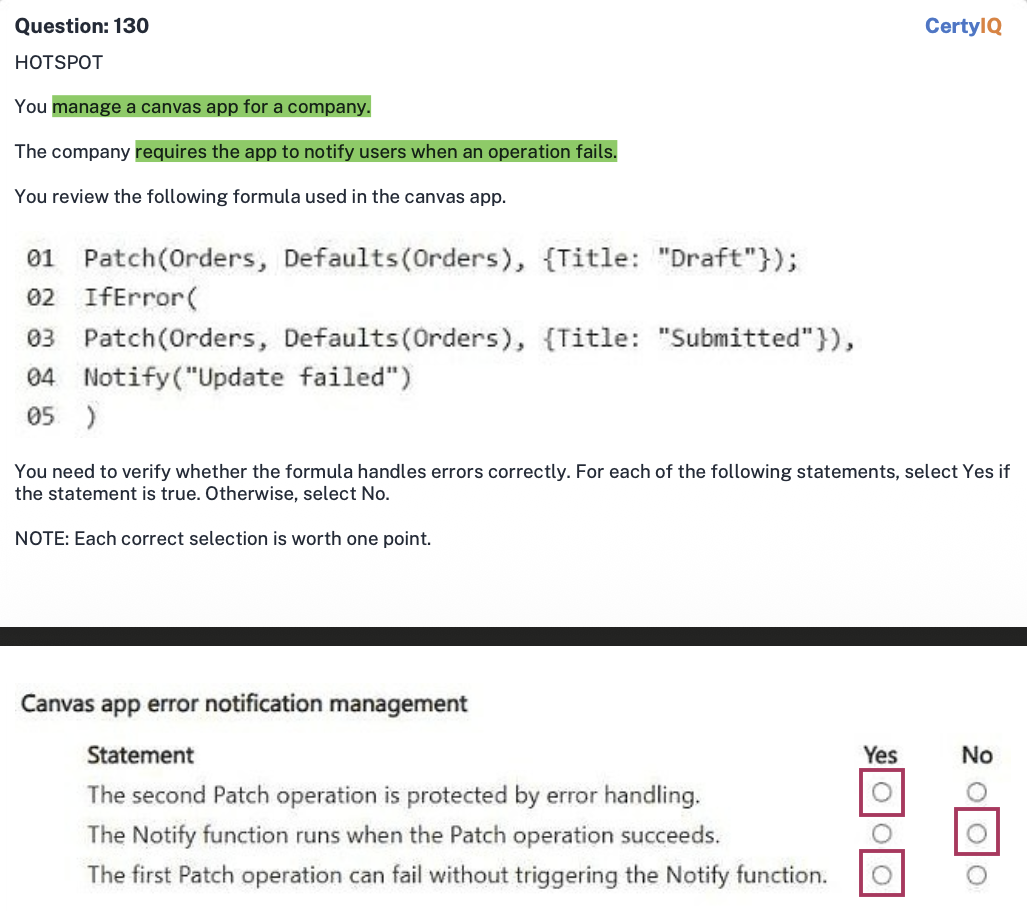 Question: 130
CertyIQ
HOTSPOT
You manage a canvas app for a company.
The company requires the app to notify users when an operation fails.
You review the following formula used in the canvas app.
01 Patch(Orders, Defaults(Orders), {Title: "Draft"});
02 IfError(
03 Patch(Orders, Defaults(Orders), {Title: "Submitted"}),
04 Notify("Update failed")
05 )
You need to verify whether the formula handles errors correctly. For each of the following statements, select Yes if
the statement is true. Otherwise, select No.
NOTE: Each correct selection is worth one point.
Canvas app error notification management
Statement Yes No
The second Patch operation is protected by error handling.
The Notify function runs when the Patch operation succeeds.
The first Patch operation can fail without triggering the Notify function.